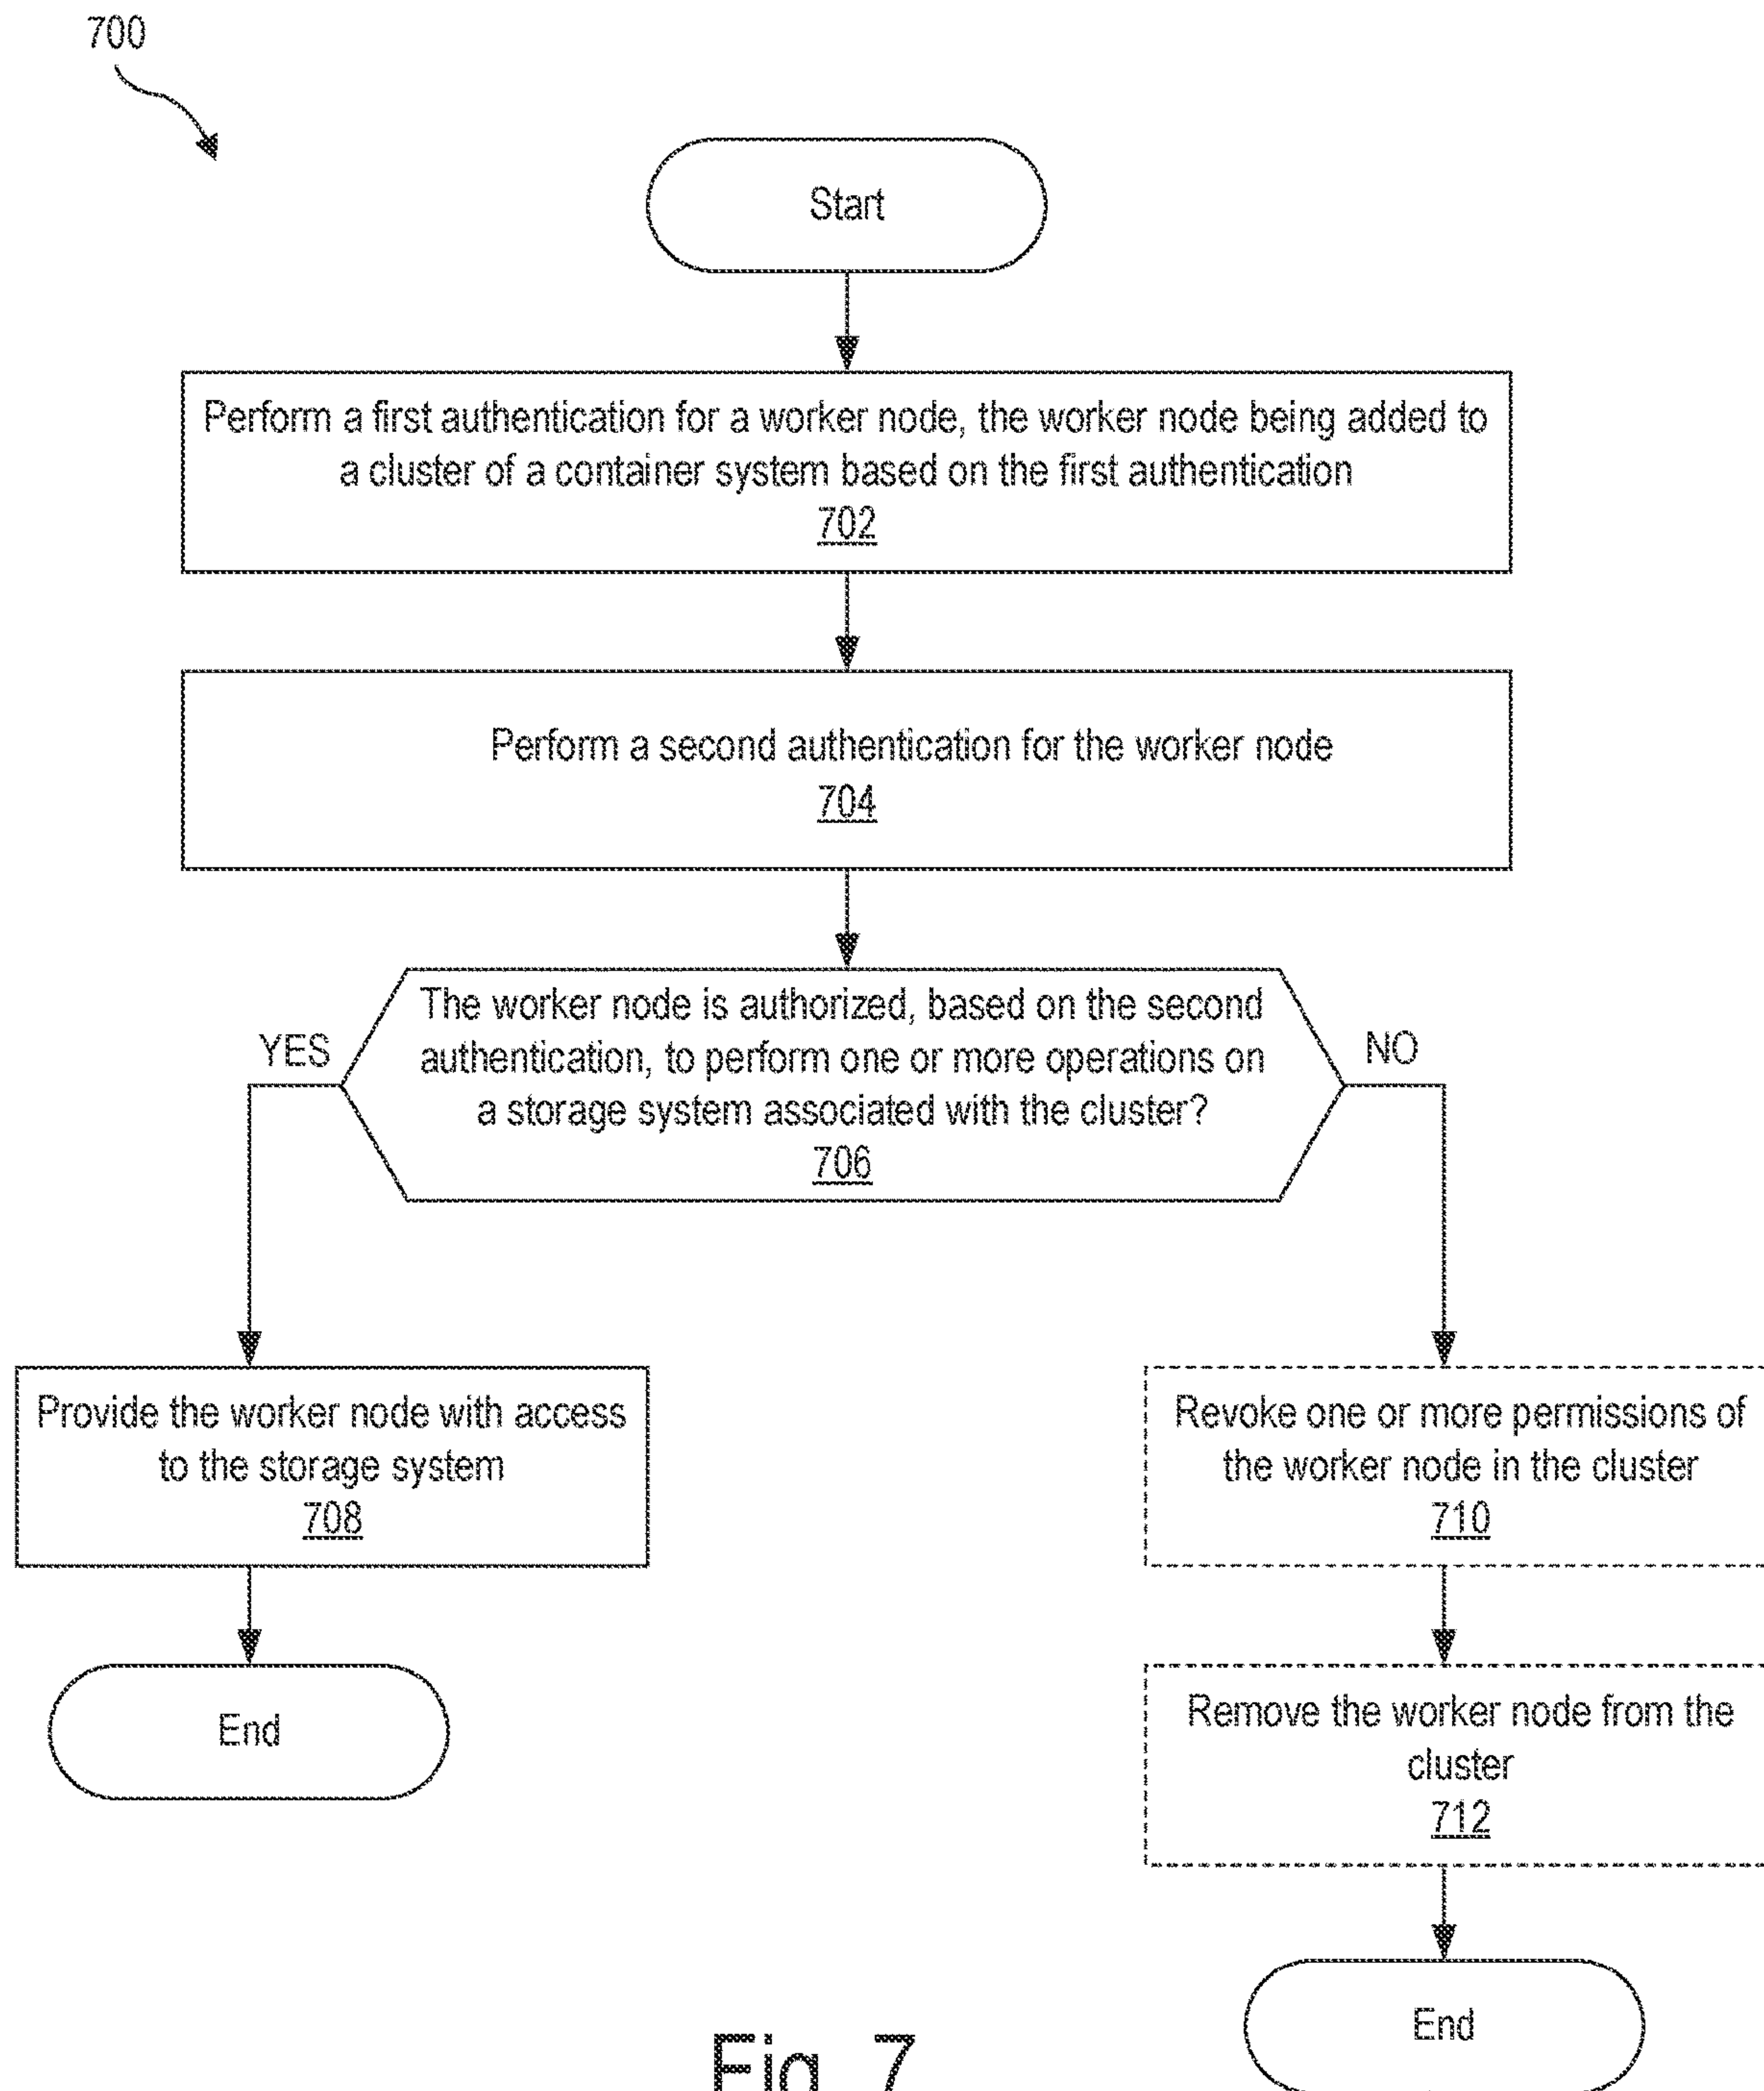 700
Start
Perform a first authentication for a worker node, the worker node being added to
a cluster of a container system based on the first authentication
702
Perform a second authentication for the worker node
704
The worker node is authorized, based on the second
authentication, to perform one or more operations on
a storage system associated with the cluster?
706
YES
NO
Provide the worker node with access
to the storage system
708
End
Revoke one or more permissions of
the worker node in the cluster
710
Remove the worker node from the
cluster
712
End
Fig. 7